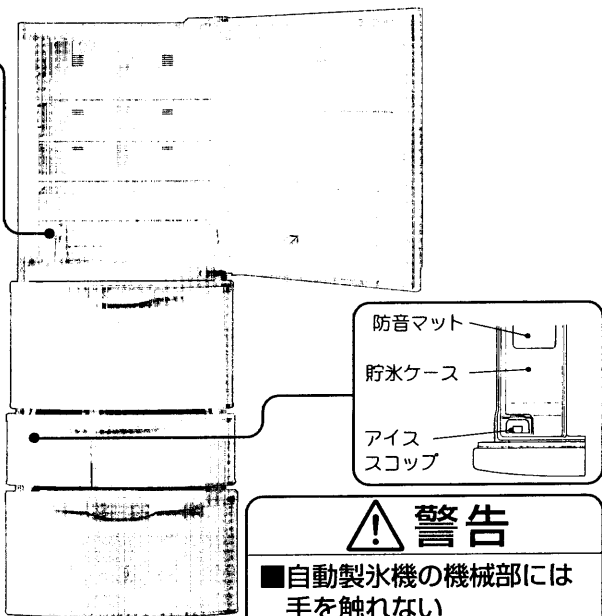 防音マット
貯氷ケース
アイス
スコップ
警告
■自動製氷機の機械部には
手を触れない